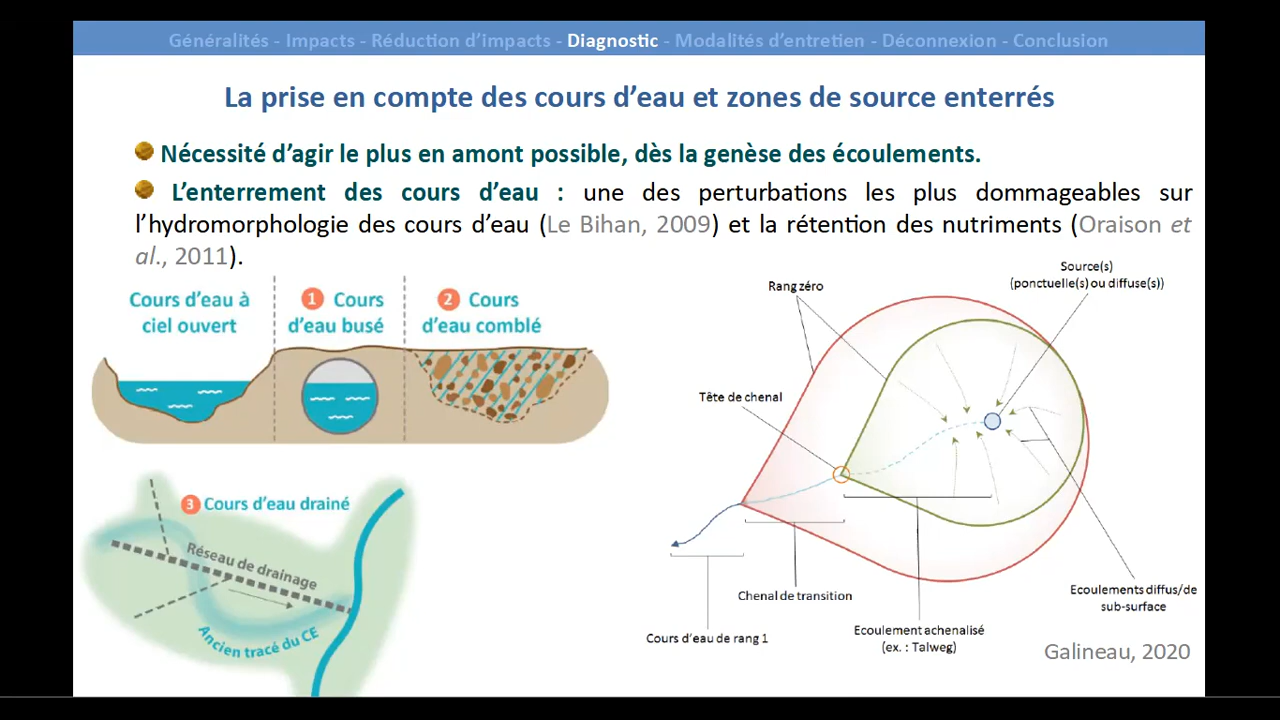 Généralités - Impacts - Réduction d'impacts - Diagnostic - Modalités d'entretien - Déconnexion - Conclusion
La prise en compte des cours d'eau et zones de source enterrés
Nécessité d'agir le plus en amont possible, dès la genèse des écoulements.
L'enterrement des cours d'eau : une des perturbations les plus dommageables sur
l'hydromorphologie des cours d'eau (Le Bihan, 2009) et la rétention des nutriments (Oraison et
al., 2011).
Cours d'eau à
ciel ouvert
1 Cours
d'eau busé
2 Cours
d'eau comblé
3 Cours d'eau drainé
Réseau de drainage
Ancien tracé du CE
Source(s)
(ponctuelle(s) ou diffuse(s))
Rang zéro
Tête de chenal
Chenal de transition
Ecoulements diffus/de
sub-surface
Cours d'eau de rang 1
Ecoulement achenalisé
(ex. : Talweg)
Galineau, 2020